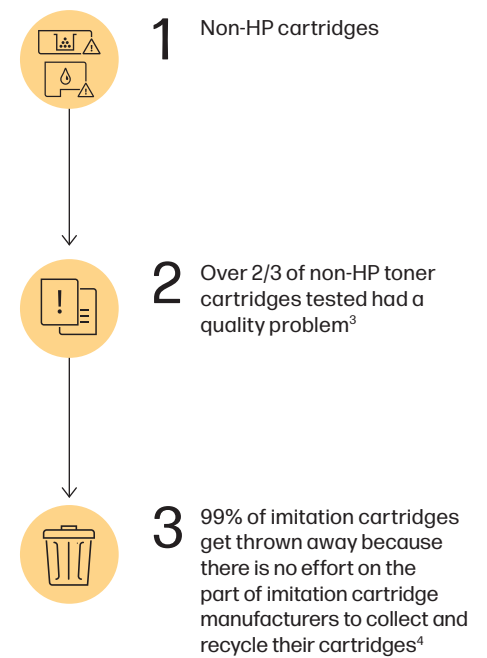 1 Non-HP cartridges
2 Over 2/3 of non-HP toner
cartridges tested had a
quality problem³
3 99% of imitation cartridges
get thrown away because
there is no effort on the
part of imitation cartridge
manufacturers to collect and
recycle their cartridges⁴